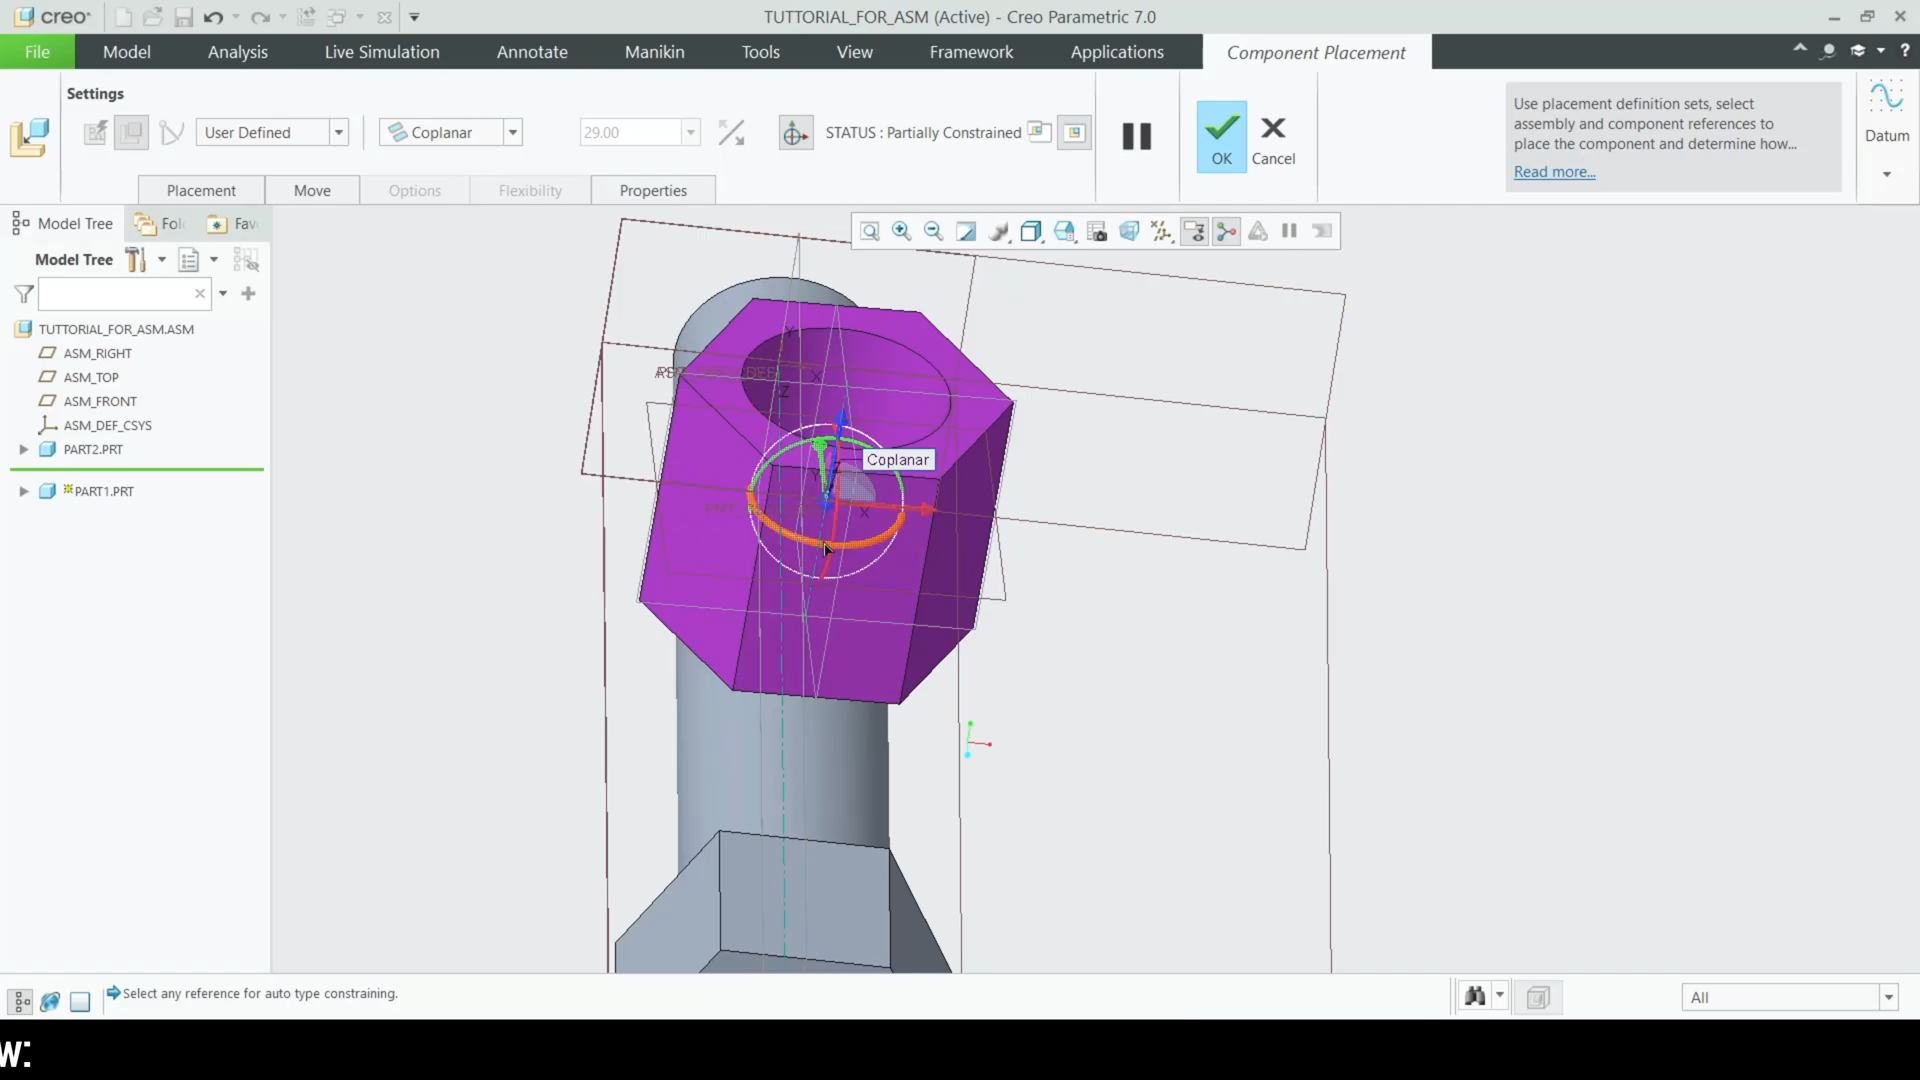 creo®
TUTTORIAL_FOR_ASM (Active) - Creo Parametric 7.0
File Model Analysis Live Simulation Annotate Manikin Tools View Framework Applications Component Placement
Settings
User Defined
Coplanar
29.00
STATUS : Partially Constrained
OK
Cancel
Use placement definition sets, select
assembly and component references to
place the component and determine how...
Read more...
Datum
Placement Move Options Flexibility Properties
Model Tree
Fol
Fav
Model Tree
TUTTORIAL_FOR_ASM.ASM
ASM_RIGHT
ASM_TOP
ASM_FRONT
ASM_DEF_CSYS
PART2.PRT
PART1.PRT
Y
X
Z
Coplanar
X
Select any reference for auto type constraining.
All
w: